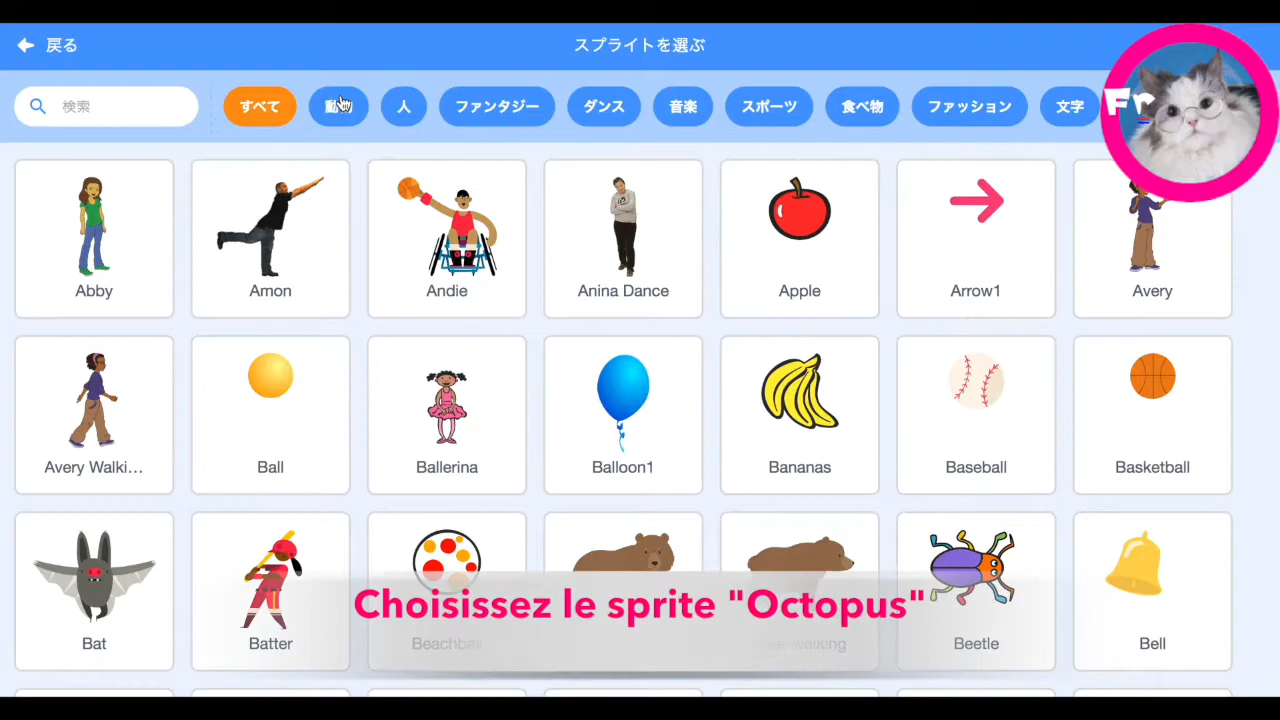 戻る
スプライトを選ぶ
検索
すべて
人
ファンタジー
ダンス
音楽
スポーツ
食べ物
ファッション
文字
Fr
Abby
Amon
Andie
Anina Dance
Apple
Arrow1
Avery
Avery Walki...
Ball
Ballerina
Balloon1
Bananas
Baseball
Basketball
Bat
Batter
Beetle
Bell
Choisissez le sprite "Octopus"